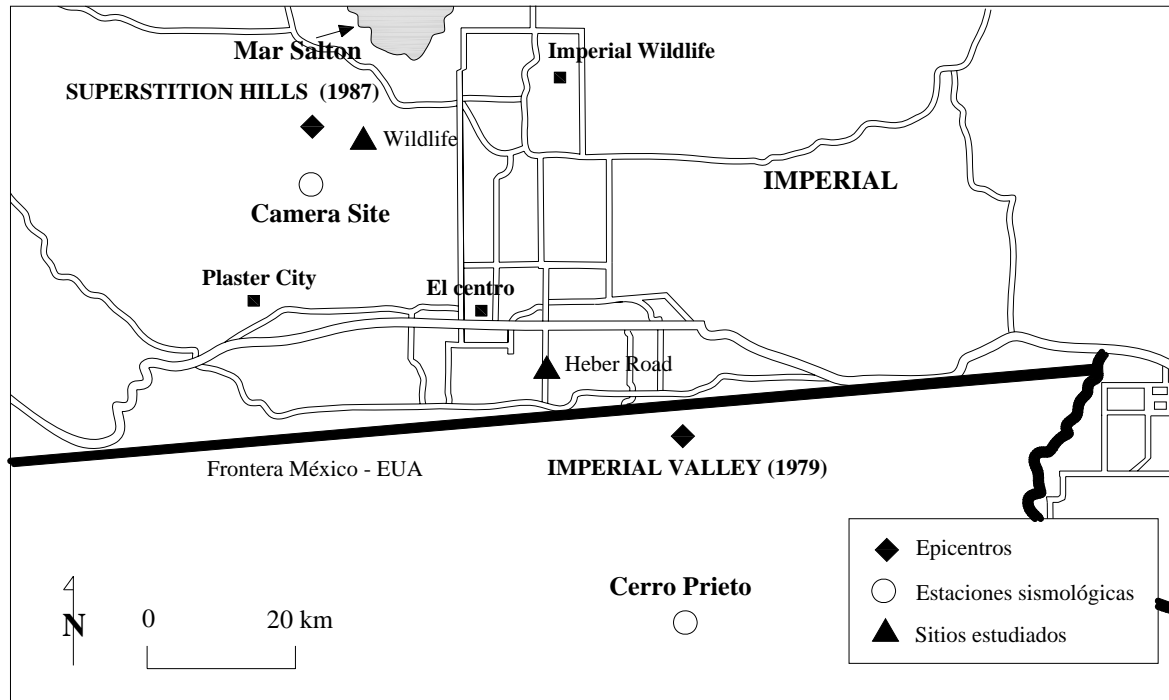 Mar Salton
Imperial Wildlife
SUPERSTITION HILLS (1987)
Wildlife
IMPERIAL
Camera Site
Plaster City
El centro
Heber Road
Frontera México - EUA
IMPERIAL VALLEY (1979)
Epicentros
Cerro Prieto
Estaciones sismológicas
0 20 km
N
Sitios estudiados